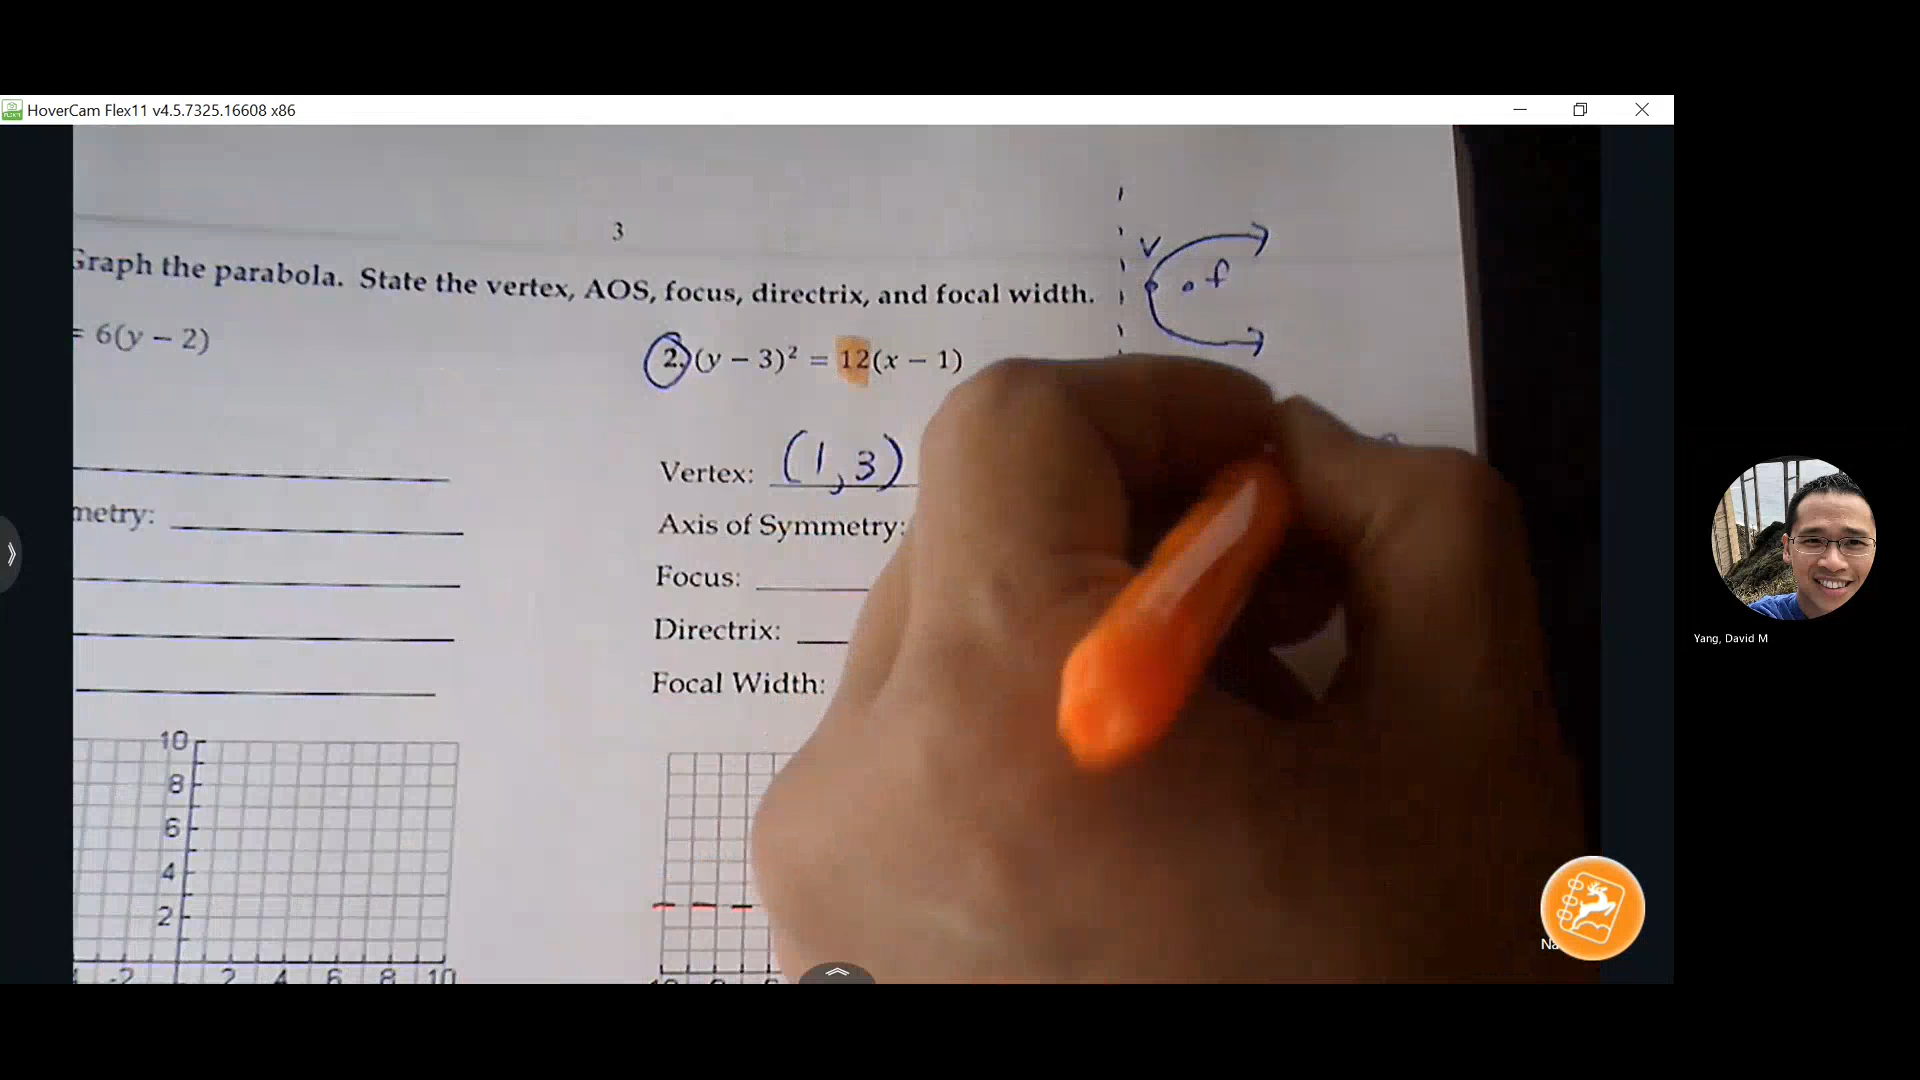 HoverCam Flex11 v4.5.7325.16608 x86
3
Graph the parabola. State the vertex, AOS, focus, directrix, and focal width.
V
f
= 6(y – 2)
2. (y – 3)² = 12(x – 1)
Vertex: (1, 3)
metry:
Axis of Symmetry:
Focus:
Directrix:
Focal Width:
10
8
6
4
2
-2 2 4 6 8 10
Yang, David M